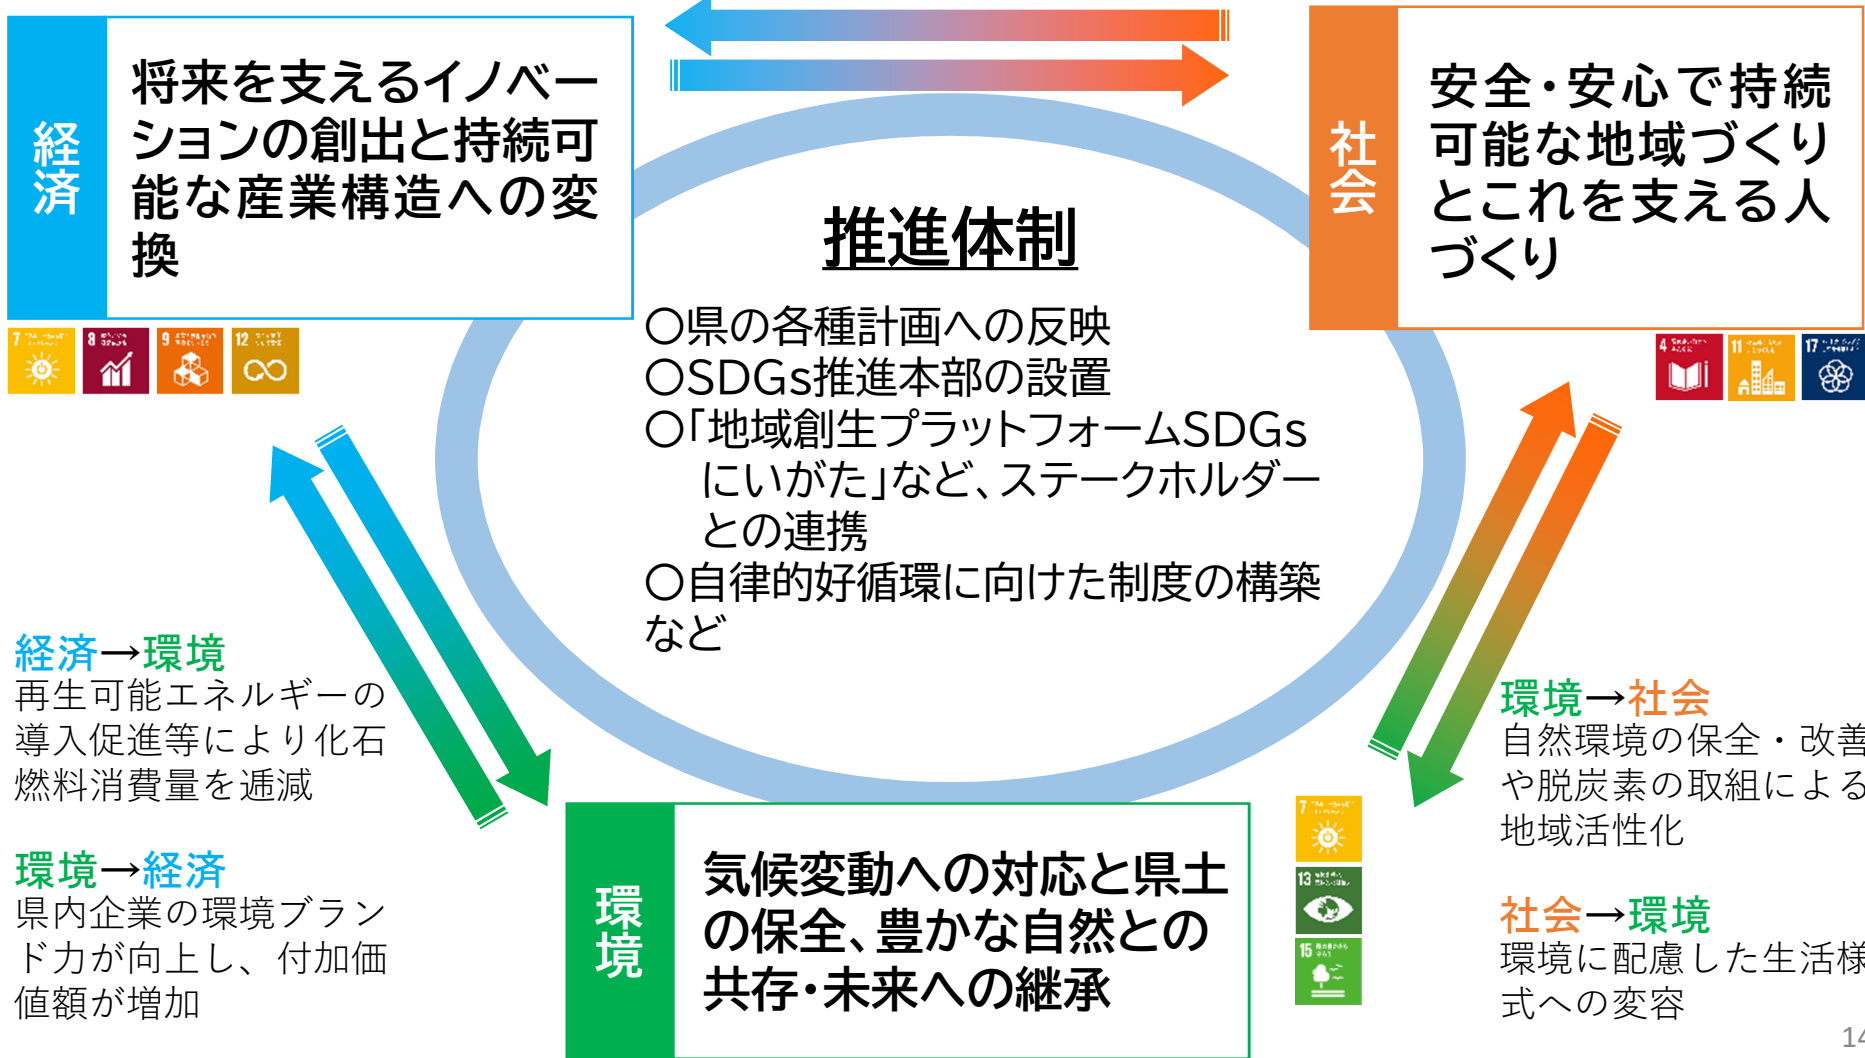 経済
将来を支えるイノベー
ションの創出と持続可
能な産業構造への変
換
社会
安全・安心で持続
可能な地域づくり
とこれを支える人
づくり
7
8
9
12
4
11
17
推進体制
○県の各種計画への反映
○SDGs推進本部の設置
○「地域創生プラットフォームSDGs
にいがた」など、ステークホルダー
との連携
○自律的好循環に向けた制度の構築
など
経済→環境
再生可能エネルギーの
導入促進等により化石
燃料消費量を逓減
環境→経済
県内企業の環境ブラン
ド力が向上し、付加価
値額が増加
環境
気候変動への対応と県土
の保全、豊かな自然との
共存・未来への継承
7
13
15
環境→社会
自然環境の保全・改善
や脱炭素の取組による
地域活性化
社会→環境
環境に配慮した生活様
式への変容
14